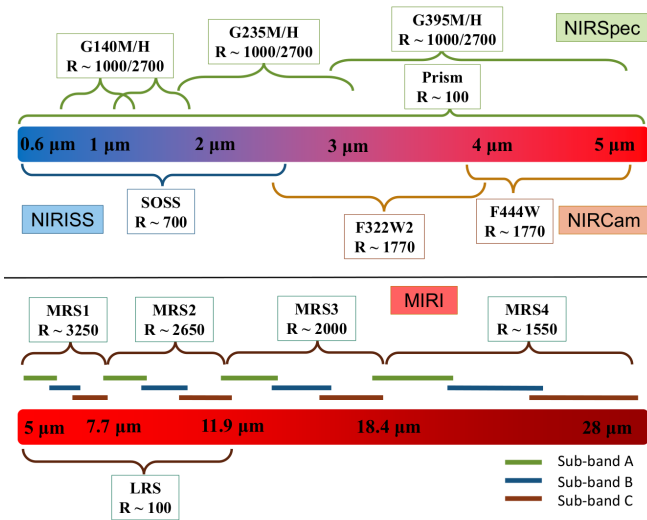 G395M/H
R ~ 1000/2700
NIRSpec
G235M/H
R ~ 1000/2700
G140M/H
R ~ 1000/2700
Prism
R ~ 100
0.6 μm 1 μm 2 μm 3 μm 4 μm 5 μm
SOSS
R ~ 700
NIRISS
F322W2
R ~ 1770
F444W
R ~ 1770
NIRCam
MIRI
MRS1
R ~ 3250
MRS2
R ~ 2650
MRS3
R ~ 2000
MRS4
R ~ 1550
5 μm 7.7 μm 11.9 μm 18.4 μm 28 μm
LRS
R ~ 100
Sub-band A
Sub-band B
Sub-band C